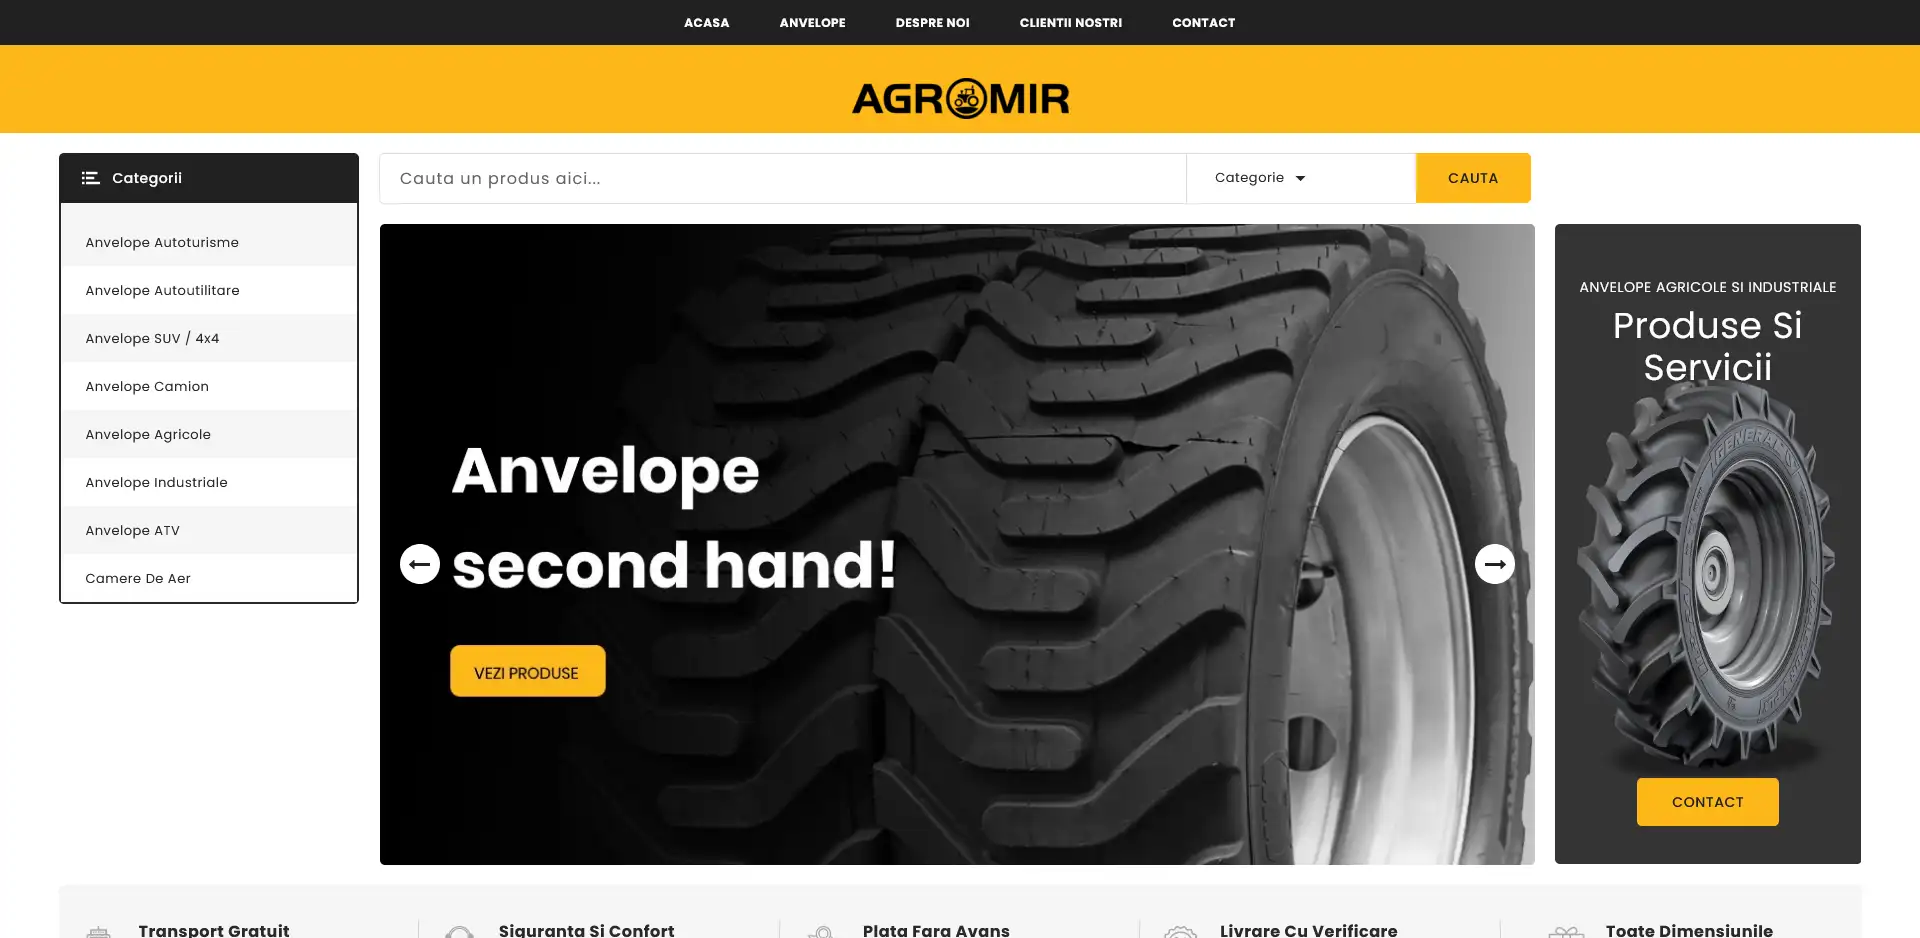 ACASA
ANVELOPE
DESPRE NOI
CLIENTII NOSTRI
CONTACT
AGROMIR
Categorii
Cauta un produs aici...
Categorie
CAUTA
Anvelope Autoturisme
Anvelope Autoutilitare
Anvelope SUV / 4x4
Anvelope Camion
Anvelope Agricole
Anvelope Industriale
Anvelope ATV
Camere De Aer
Anvelope
second hand!
VEZI PRODUSE
ANVELOPE AGRICOLE SI INDUSTRIALE
Produse Si
Servicii
CONTACT
Transport Gratuit
Siguranta Si Confort
Plata Fara Avans
Livrare Cu Verificare
Toate Dimensiunile